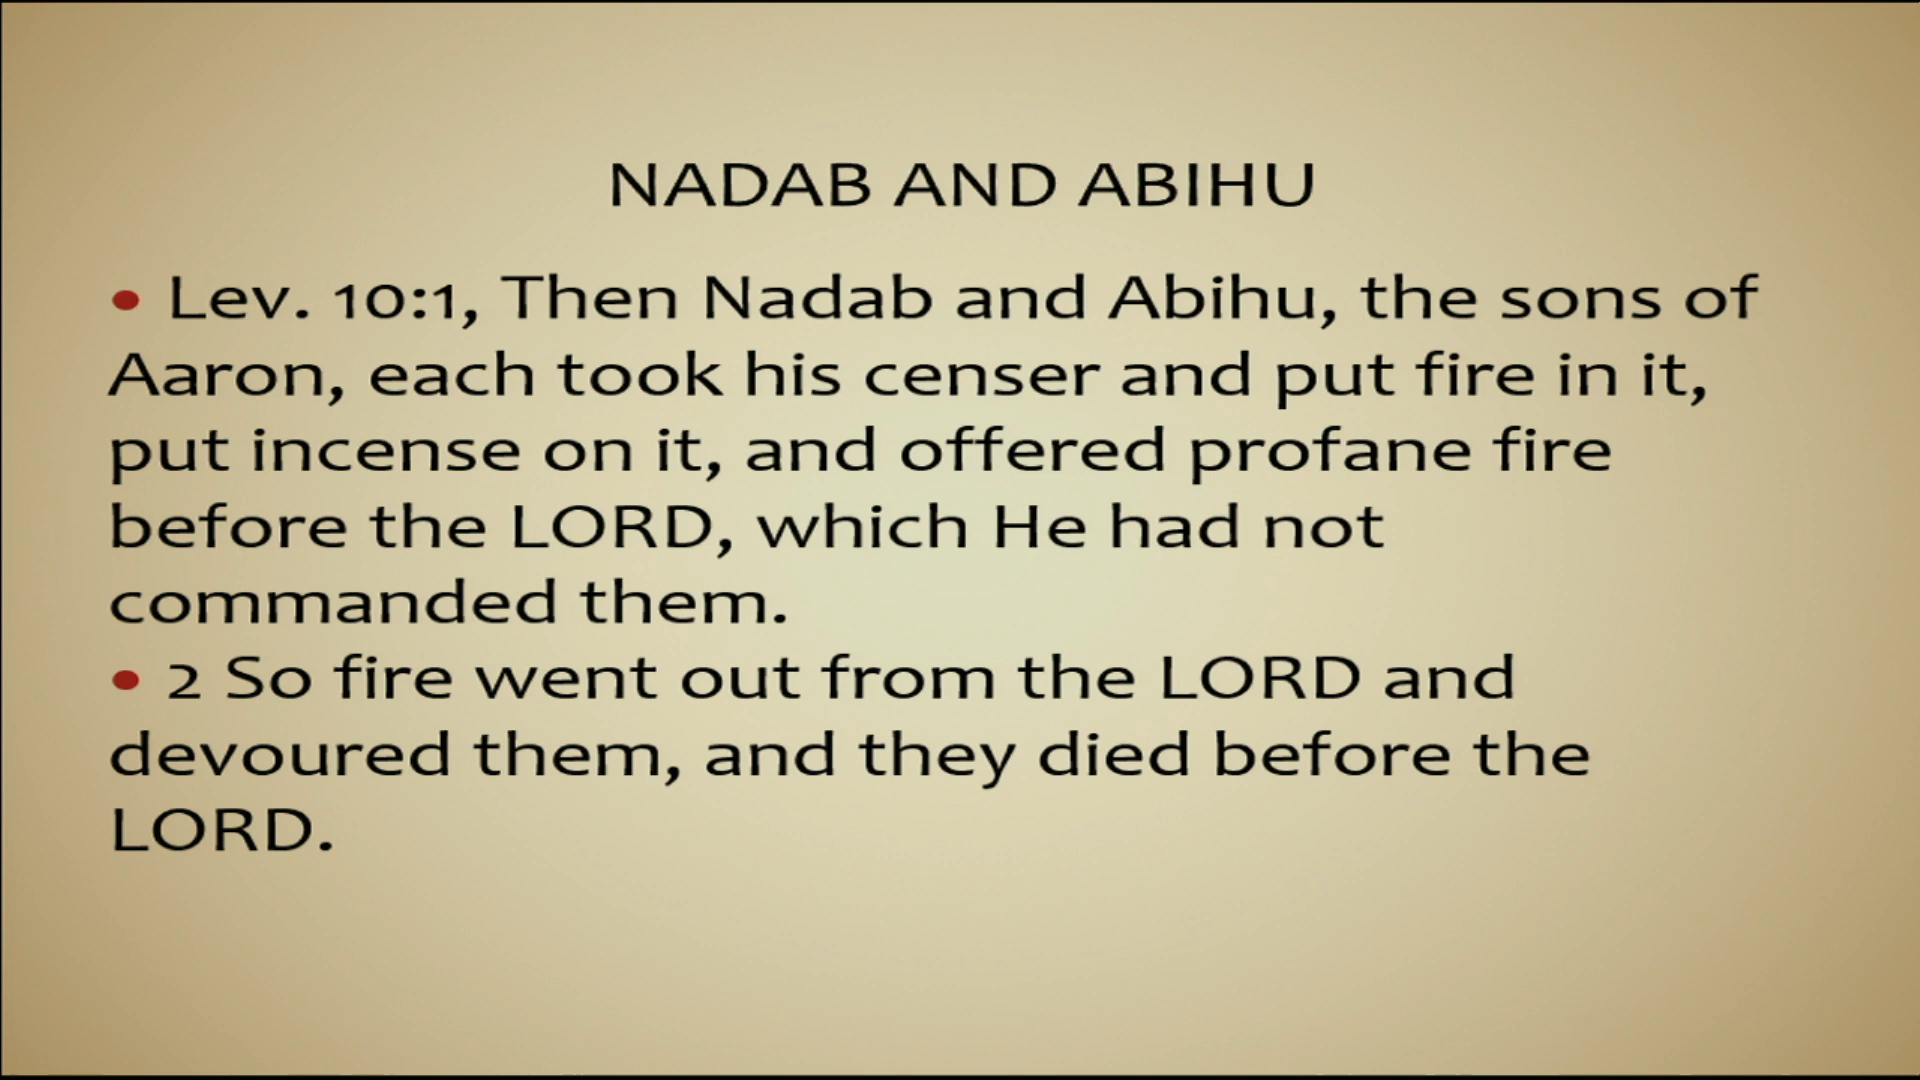 NADAB AND ABIHU
• Lev. 10:1, Then Nadab and Abihu, the sons of
Aaron, each took his censer and put fire in it,
put incense on it, and offered profane fire
before the LORD, which He had not
commanded them.
• 2 So fire went out from the LORD and
devoured them, and they died before the
LORD.